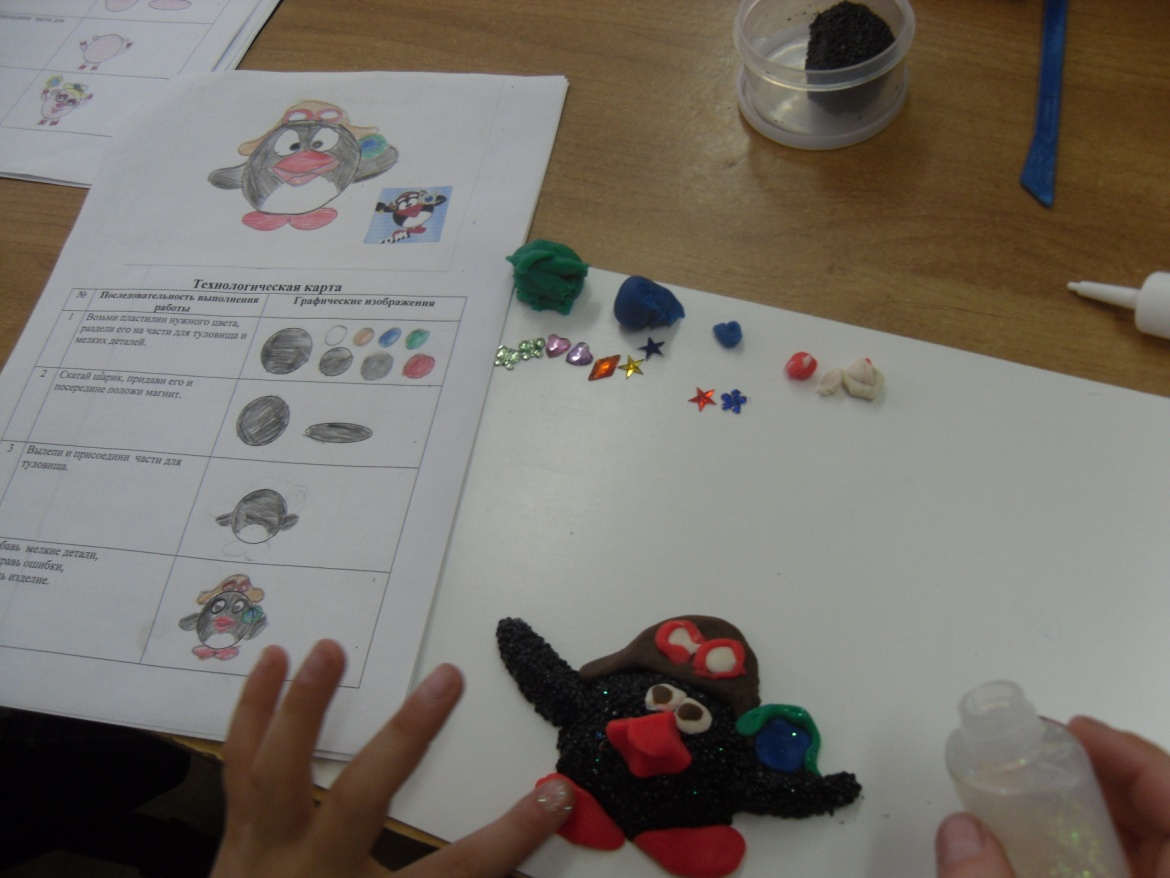 Технологическая карта
№ Последовательность выполнения работы Графические изображения
1 Возьми пластилин нужного цвета,
раздели его на части для туловища и
мелких деталей.
2 Скатай шарик, придави его и
посередине положи магнит.
3 Вылепи и присоедини части для
туловища.
бавь мелкие детали,
равь ошибки,
ь изделие.